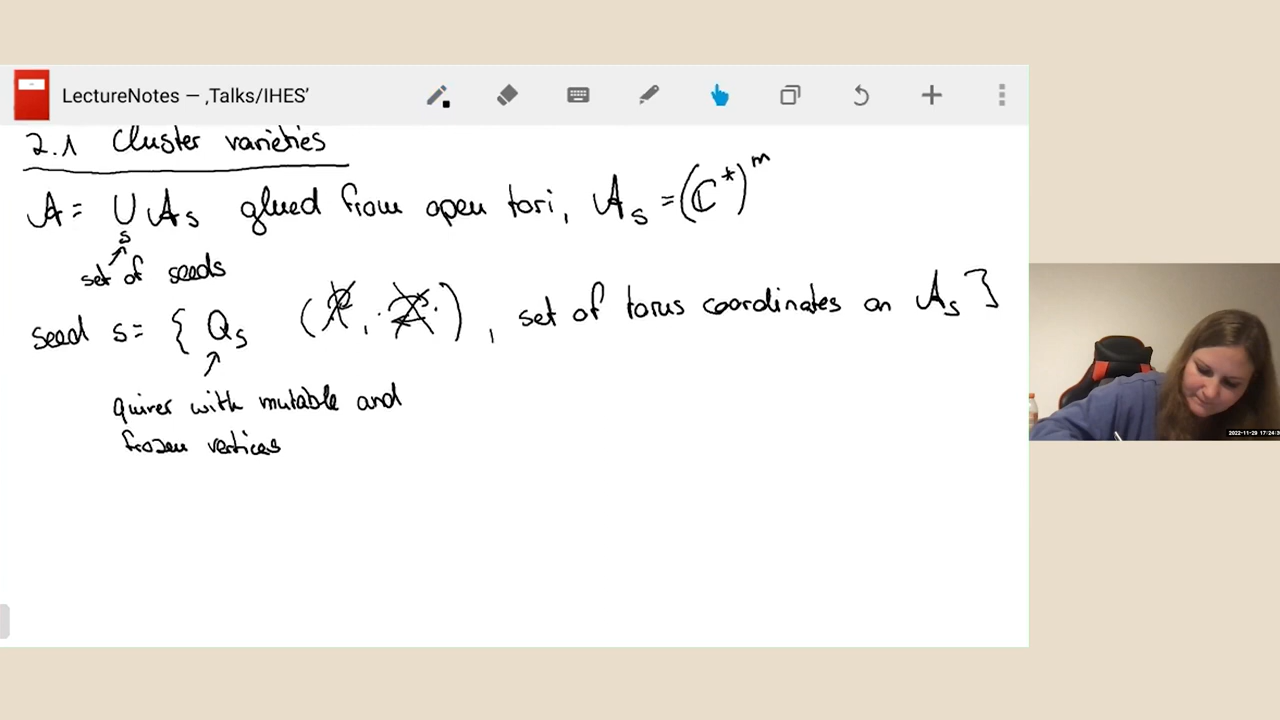 LectureNotes — ‚Talks/IHES’
2.1 Cluster varieties
A = ∪ A_s glued from open tori, A_s = (ℂ*)^m
s
set of seeds
seed s = { Q_s ( , ) , set of torus coordinates on A_s }
quiver with mutable and
frozen vertices